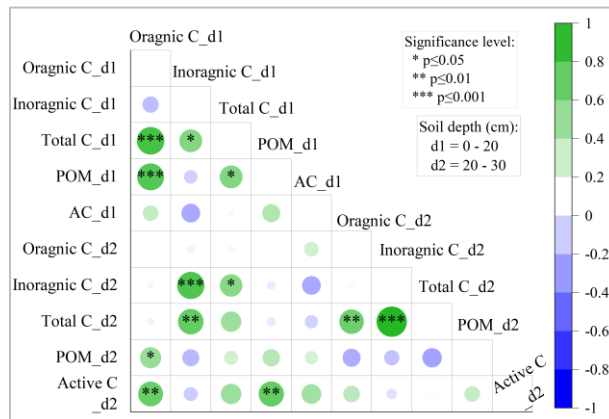 Oragnic C_d1
Inoragnic C_d1
Total C_d1
POM_d1
AC_d1
Oragnic C_d2
Inoragnic C_d2
Total C_d2
POM_d2
Active C
_d2
Significance level:
* p≤0.05
** p≤0.01
*** p≤0.001
Soil depth (cm):
d1 = 0 - 20
d2 = 20 - 30
Oragnic C_d1
Inoragnic C_d1
Total C_d1
*** *
POM_d1
*** *
AC_d1
Oragnic C_d2
Inoragnic C_d2
*** *
Total C_d2
** ** ***
POM_d2
*
Active C
_d2
** **
1
0.8
0.6
0.4
0.2
0
-0.2
-0.4
-0.6
-0.8
-1